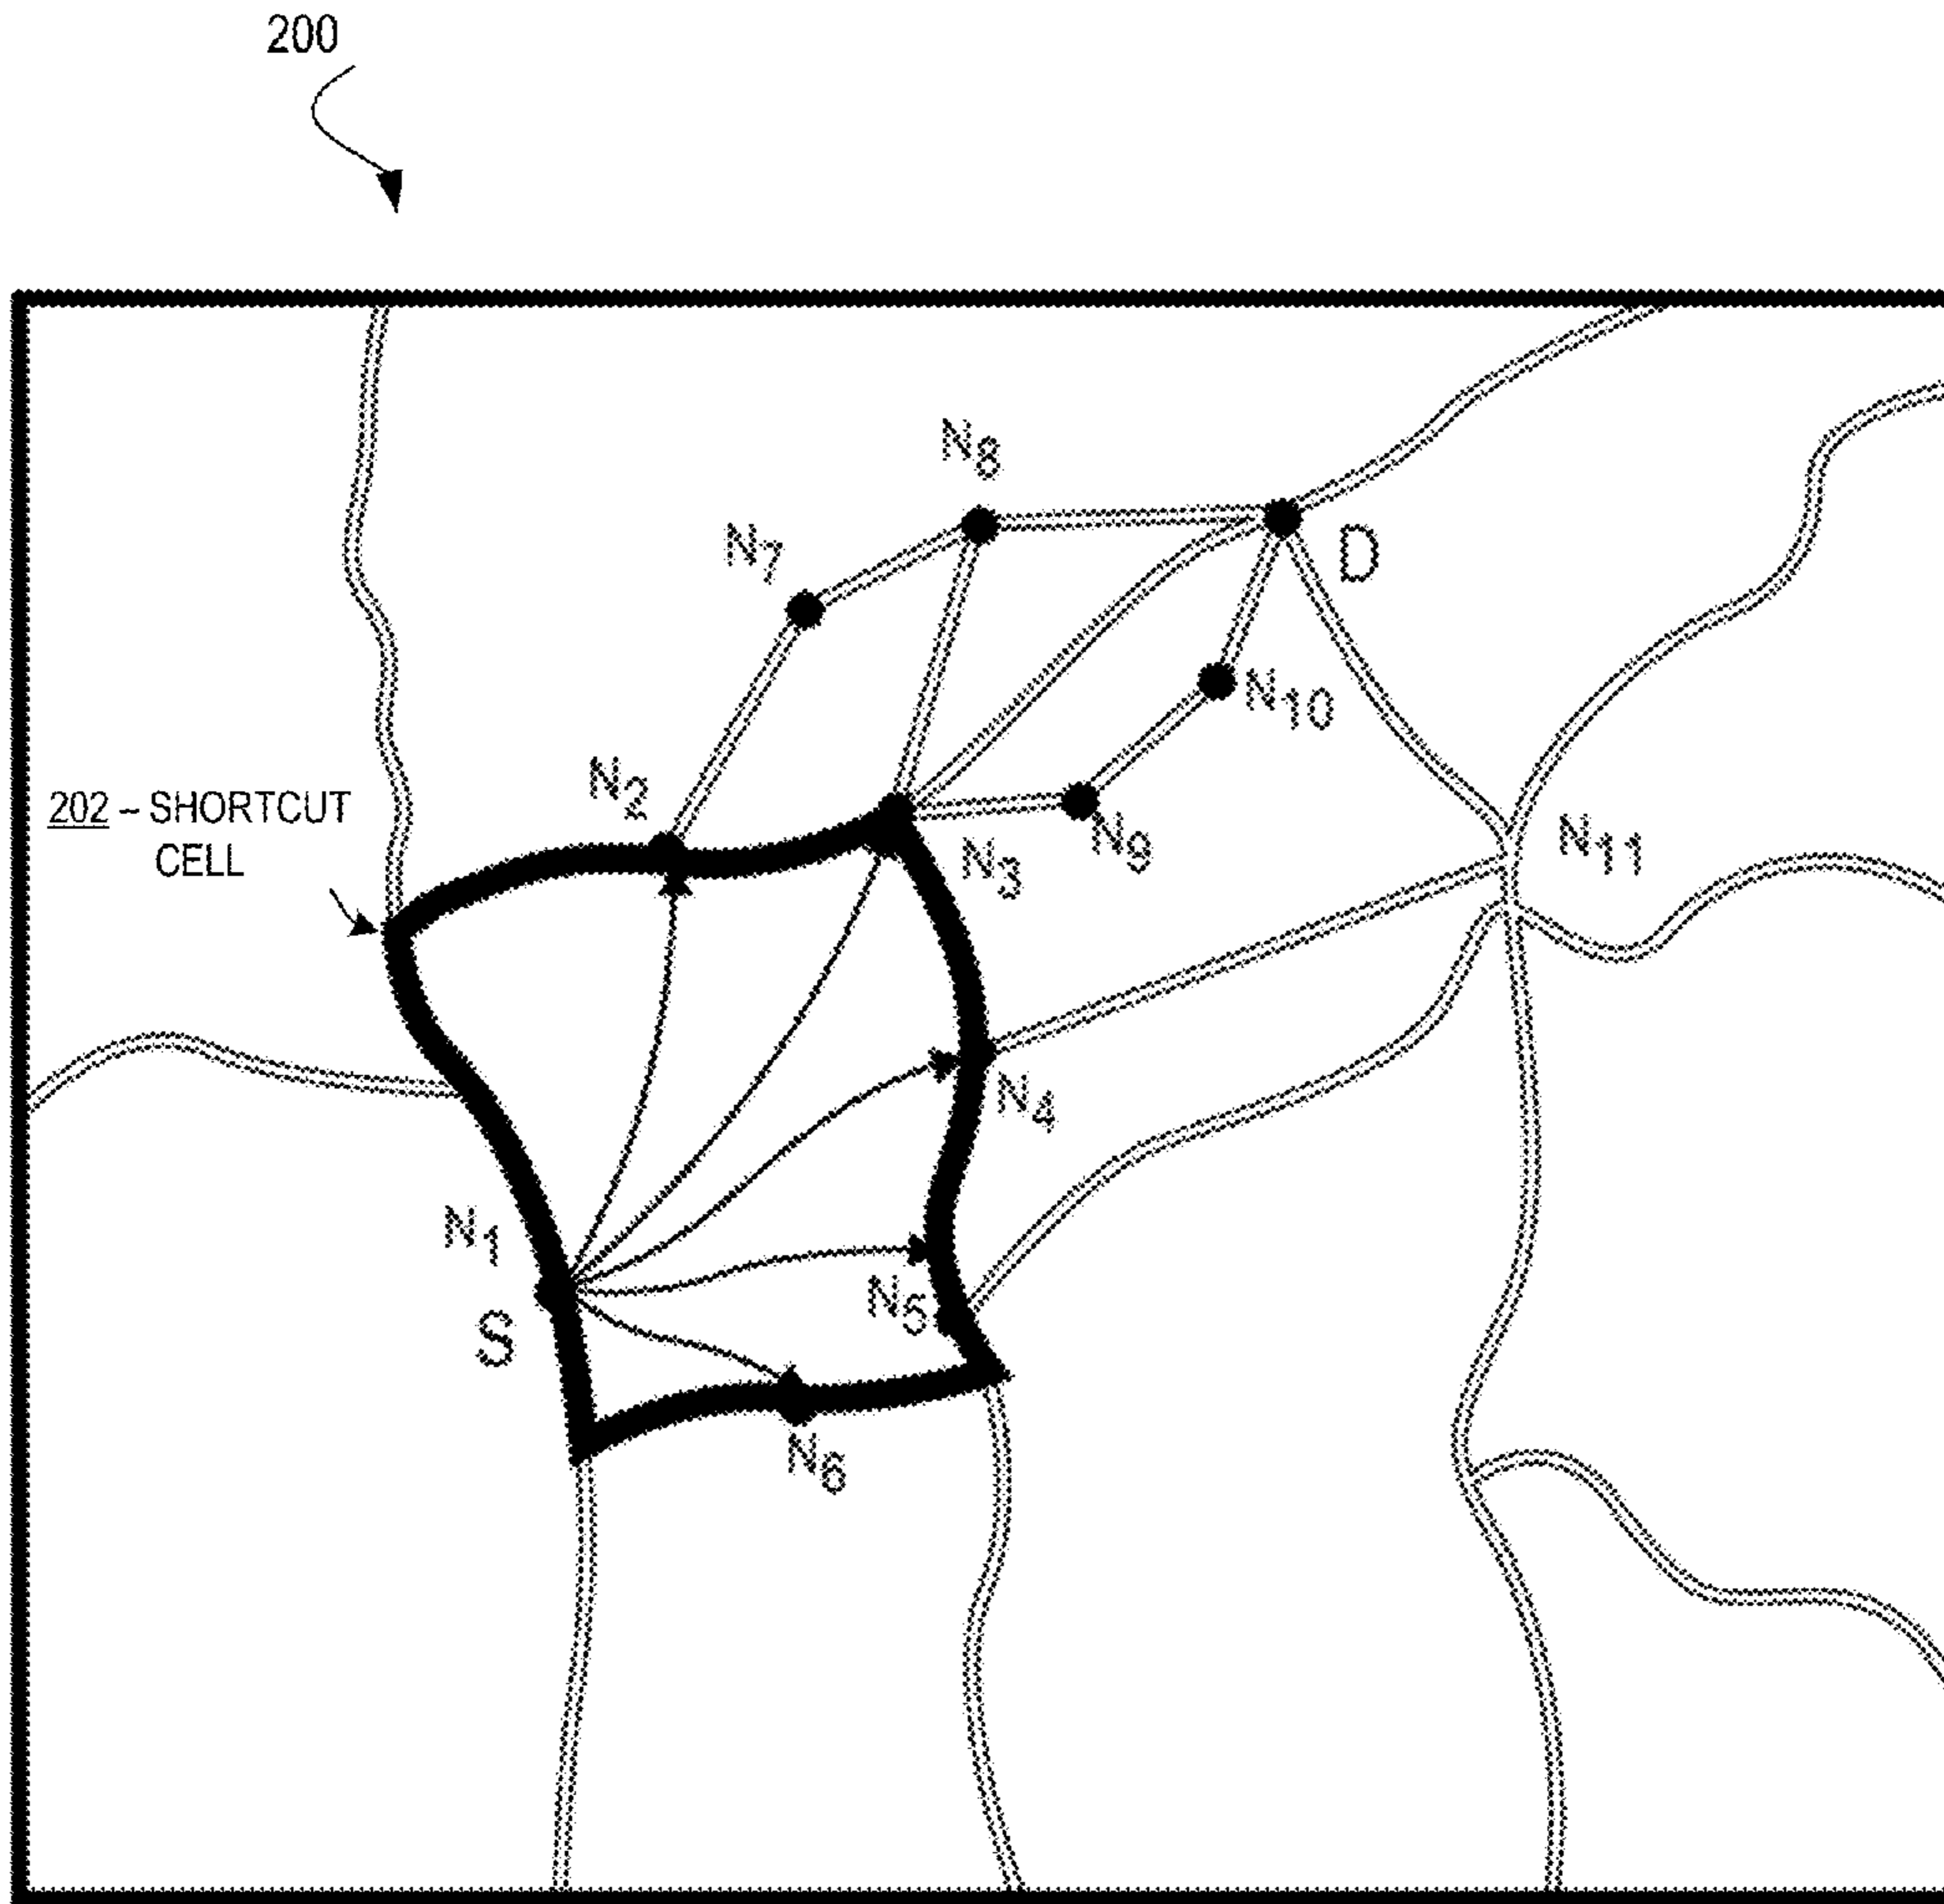 200
N8
N7
D
N10
N2
202 – SHORTCUT
CELL
N9
N3
N11
N4
N1
N5
S
N6